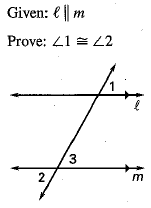 Given: ℓ ∥ m
Prove: ∠1 ≅ ∠2
1
ℓ
3
2
m